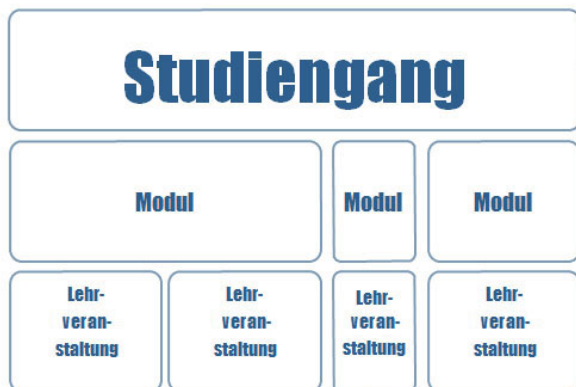 Studiengang
Modul Modul Modul
Lehr- Lehr- Lehr- Lehr-
veran- veran- veran- veran-
staltung staltung staltung staltung